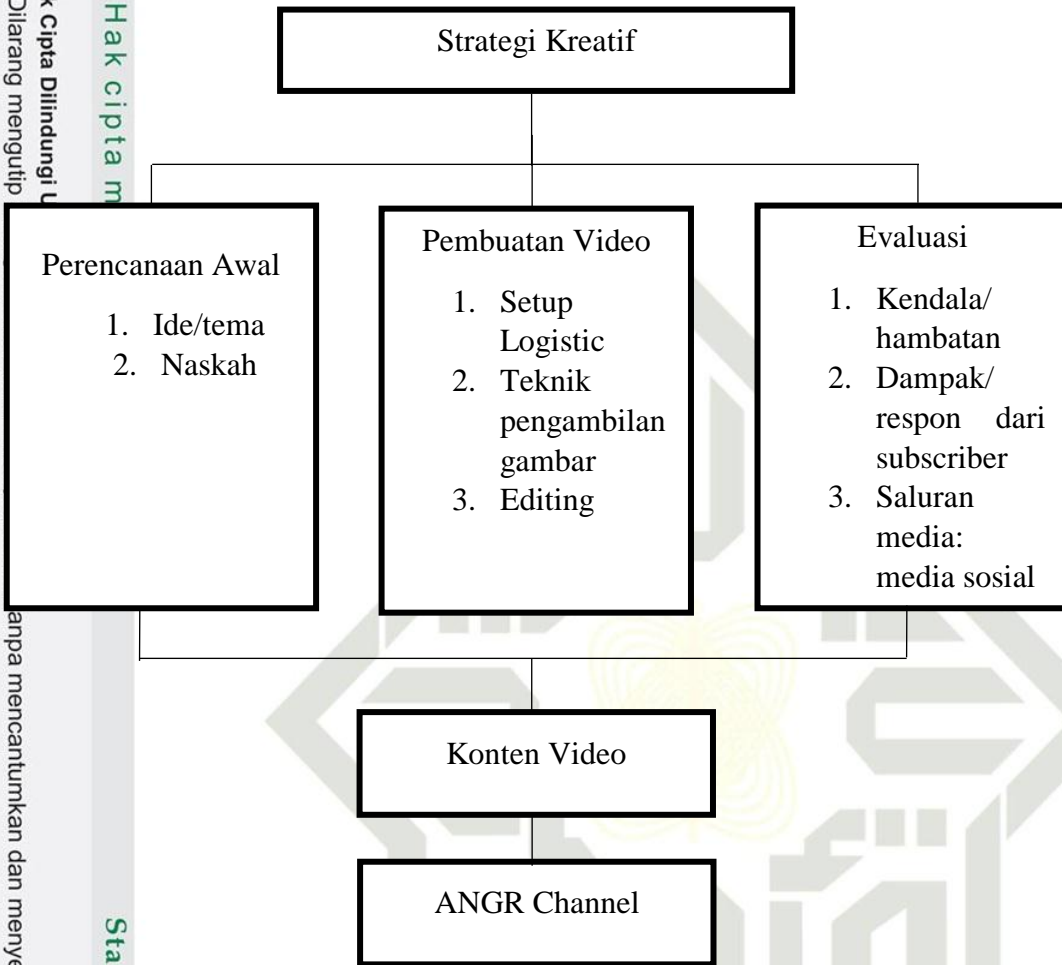 Hak cipta m
k Cipta Dilindungi U
Dilarang mengutip
anpa mencantumkan dan menye
Sta
Strategi Kreatif
Perencanaan Awal
1. Ide/tema
2. Naskah
Pembuatan Video
1. Setup
Logistic
2. Teknik
pengambilan
gambar
3. Editing
Evaluasi
1. Kendala/
hambatan
2. Dampak/
respon dari
subscriber
3. Saluran
media:
media sosial
Konten Video
ANGR Channel